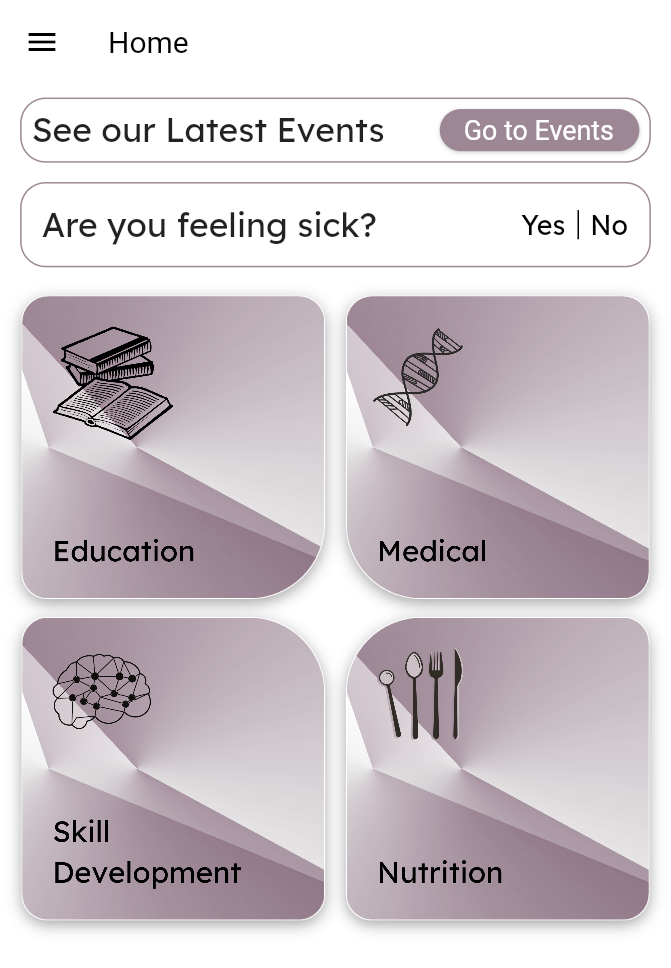 Home
See our Latest Events Go to Events
Are you feeling sick? Yes | No
Education
Medical
Skill
Development
Nutrition